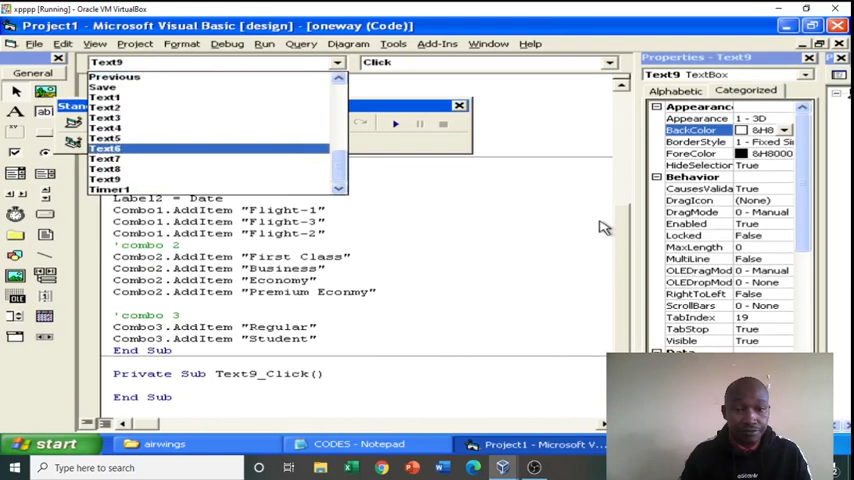 xpppp [Running] - Oracle VM VirtualBox
Project1 - Microsoft Visual Basic [design] - [oneway (Code)]
File Edit View Project Format Debug Run Query Diagram Tools Add-Ins Window Help
General
Text9
Click
Previous
Save
Text1
Text2
Text3
Text4
Text5
Text6
Text7
Text8
Text9
Timer1
Stan
Label2 = Date
Combo1.AddItem "Flight-1"
Combo1.AddItem "Flight-3"
Combo1.AddItem "Flight-2"
'combo 2
Combo2.AddItem "First Class"
Combo2.AddItem "Business"
Combo2.AddItem "Economy"
Combo2.AddItem "Premium Econmy"
'combo 3
Combo3.AddItem "Regular"
Combo3.AddItem "Student"
End Sub
Private Sub Text9_Click()
End Sub
Properties - Text9
Text9 TextBox
Alphabetic Categorized
Appearance
Appearance 1 - 3D
BackColor &H8
BorderStyle 1 - Fixed Sin
ForeColor &H8000
HideSelection True
Behavior
CausesValida True
DragIcon (None)
DragMode 0 - Manual
Enabled True
Locked False
MaxLength 0
MultiLine False
OLEDragMod 0 - Manual
OLEDropMod 0 - None
RightToLeft False
ScrollBars 0 - None
TabIndex 19
TabStop True
Visible True
start
airwings
CODES - Notepad
Project1 - Microsoft Vi...
Type here to search